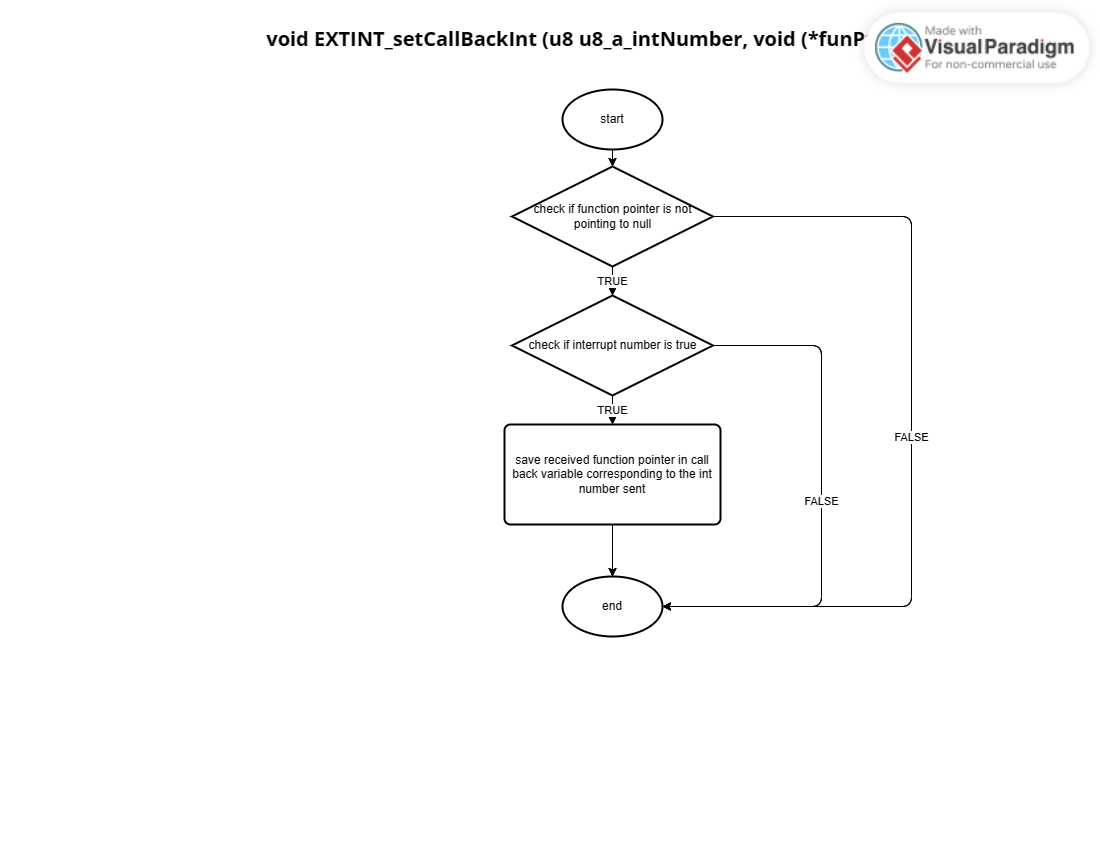 void EXTINT_setCallBackInt (u8 u8_a_intNumber, void (*funP
Made with
Visual Paradigm
For non-commercial use
start
check if function pointer is not
pointing to null
TRUE
check if interrupt number is true
TRUE
FALSE
save received function pointer in call
back variable corresponding to the int
number sent
FALSE
end